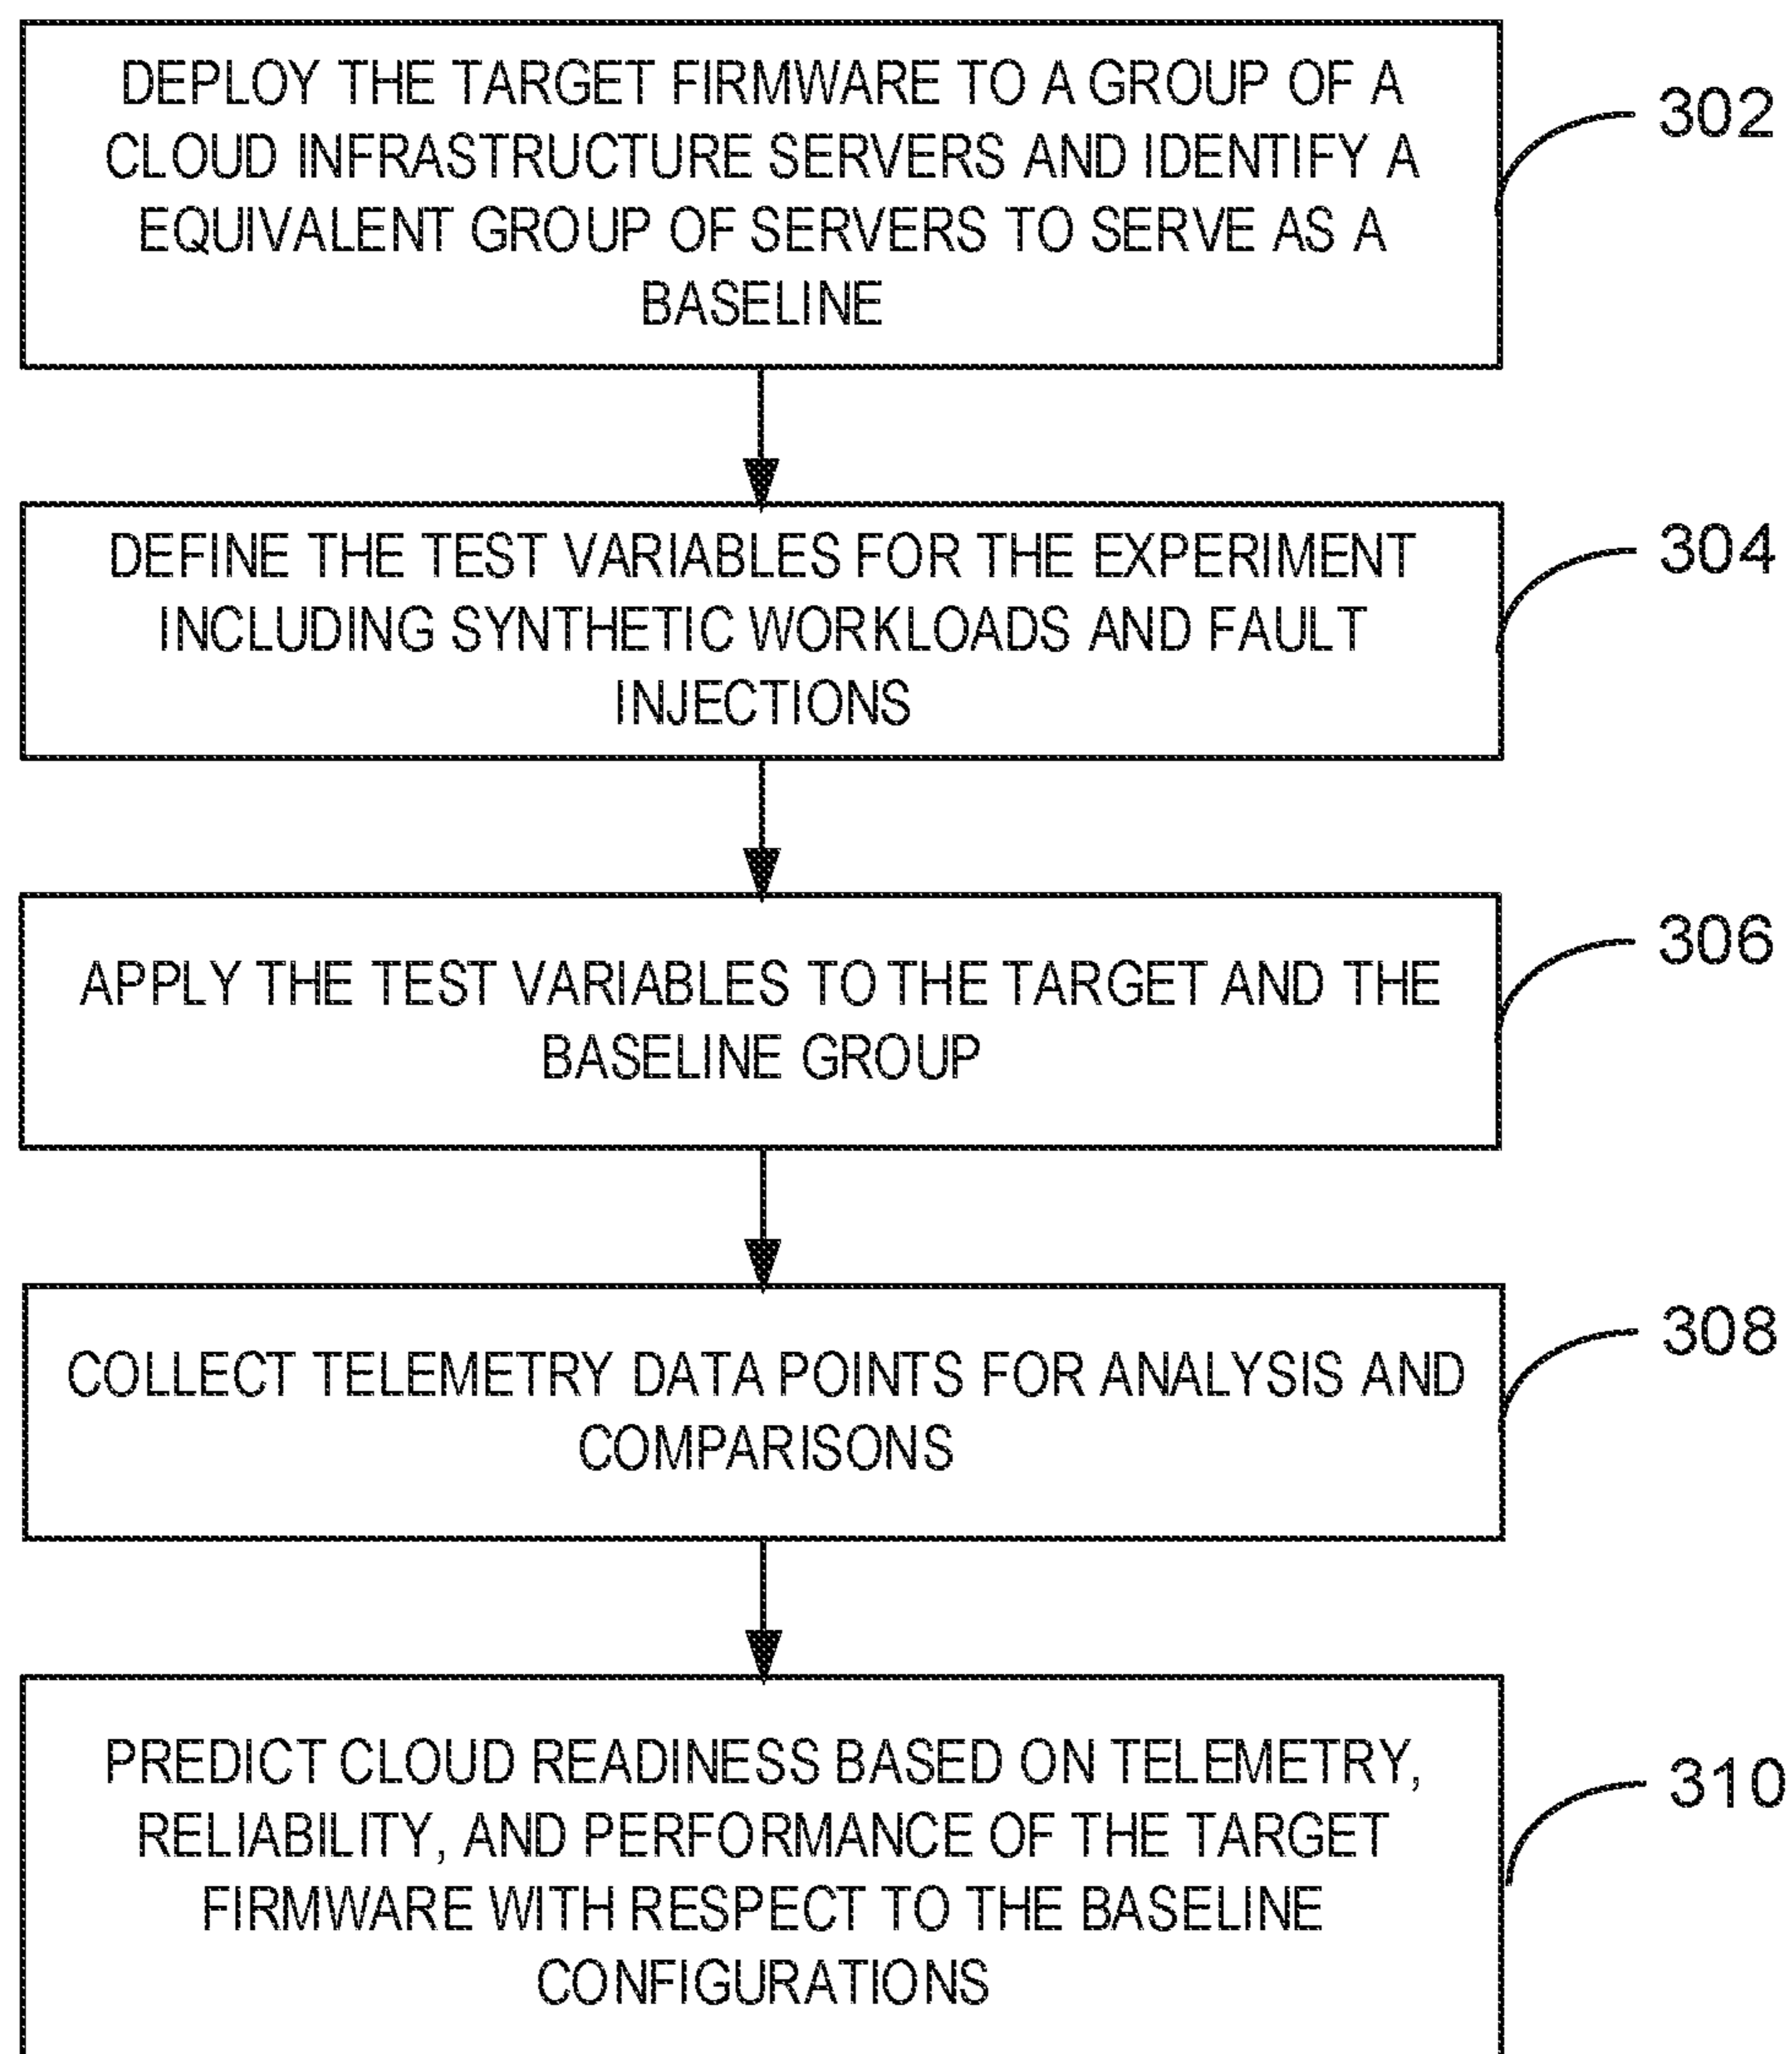 DEPLOY THE TARGET FIRMWARE TO A GROUP OF A
CLOUD INFRASTRUCTURE SERVERS AND IDENTIFY A
EQUIVALENT GROUP OF SERVERS TO SERVE AS A
BASELINE
302
DEFINE THE TEST VARIABLES FOR THE EXPERIMENT
INCLUDING SYNTHETIC WORKLOADS AND FAULT
INJECTIONS
304
APPLY THE TEST VARIABLES TO THE TARGET AND THE
BASELINE GROUP
306
COLLECT TELEMETRY DATA POINTS FOR ANALYSIS AND
COMPARISONS
308
PREDICT CLOUD READINESS BASED ON TELEMETRY,
RELIABILITY, AND PERFORMANCE OF THE TARGET
FIRMWARE WITH RESPECT TO THE BASELINE
CONFIGURATIONS
310